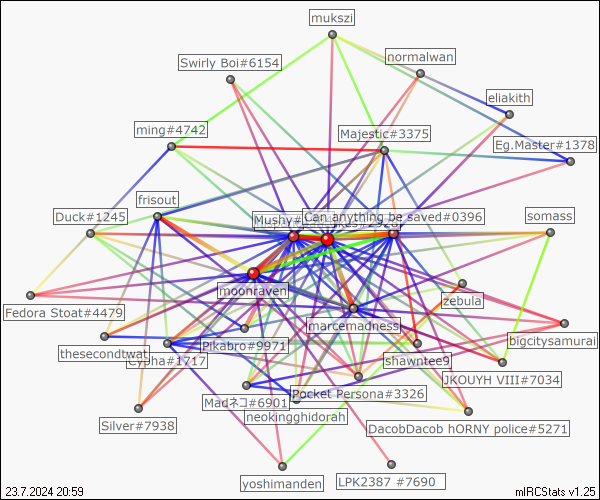 mukszi
normalwan
Swirly Boi#6154
eliakith
ming#4742
Majestic#3375
Eg.Master#1378
frisout
Duck#1245
Mushy#
Can anything be saved#0396
somass
moonraven
zebula
Fedora Stoat#4479
marcemadness
bigcitysamurai
Pikabro#9971
thesecondtwat
#1717
shawntee9
JKOUYH VIII#7034
Madネコ#6901
Pocket Persona#3326
neokingghidorah
Silver#7938
DacobDacob hORNY police#5271
yoshimanden
LPK2387 #7690
23.7.2024 20:59
mIRCStats v1.25